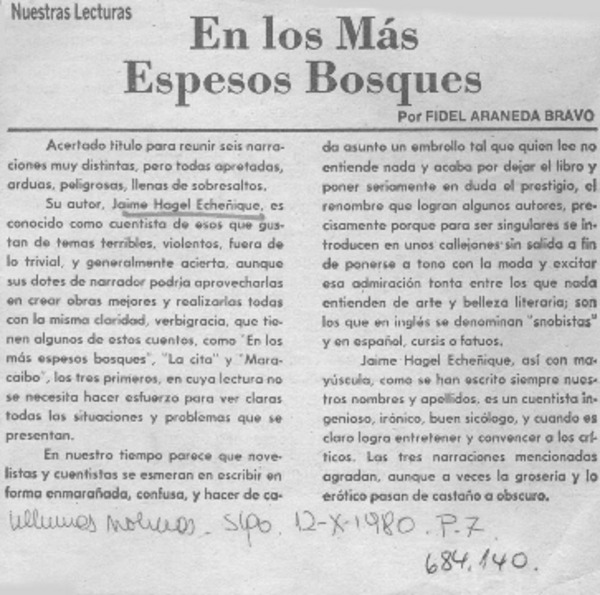 Nuestras Lecturas
En los Más
Espesos Bosques
Por FIDEL ARANEDA BRAVO
Acertado título para reunir seis narra-
ciones muy distintas, pero todas apretadas,
arduas, peligrosas, llenas de sobresaltos.
Su autor, Jaime Hagel Echeñique, es
conocido como cuentista de esos que gus-
tan de temas terribles, violentos, fuera de
lo trivial, y generalmente acierta, aunque
sus dotes de narrador podría aprovecharlas
en crear obras mejores y realizarlas todas
con la misma claridad, verbigracia, que tie-
nen algunos de estos cuentos, como "En los
más espesos bosques", "La cita" y "Mara-
caibo", los tres primeros, en cuya lectura no
se necesita hacer esfuerzo para ver claras
todas las situaciones y problemas que se
presentan.
En nuestro tiempo parece que nove-
listas y cuentistas se esmeran en escribir en
forma enmarañada, confusa, y hacer de ca-
da asunto un embrollo tal que quien lee no
entiende nada y acaba por dejar el libro y
poner seriamente en duda el prestigio, el
renombre que logran algunos autores, pre-
cisamente porque para ser singulares se in-
troducen en unos callejones sin salida a fin
de ponerse a tono con la moda y excitar
esa admiración tonta entre los que nada
entienden de arte y belleza literaria; son
los que en inglés se denominan "snobistas"
y en español, cursis o fatuos.
Jaime Hagel Echeñique, así con ma-
yúscula, como se han escrito siempre nues-
tros nombres y apellidos, es un cuentista in-
genioso, irónico, buen sicólogo, y cuando es
claro logra entretener y convencer a los crí-
ticos. Las tres narraciones mencionadas
agradan, aunque a veces la grosería y lo
erótico pasan de castaño a obscuro.
Últimas Noticias. Stgo. 12-X-1980. P. 7.
684.140.